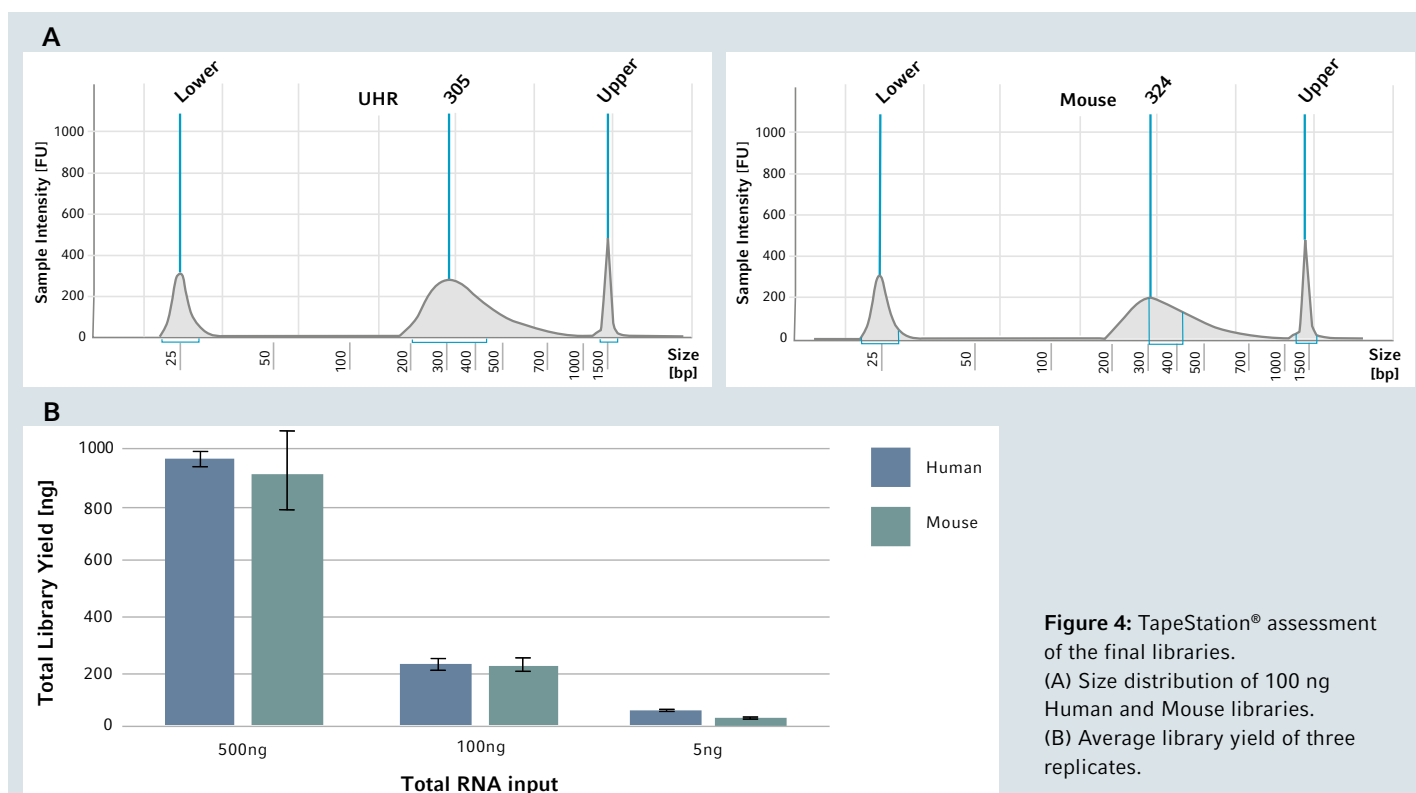 A
Lower
UHR
305
Upper
Sample Intensity [FU]
1000
800
600
400
200
0
25
50
100
200
300
400
500
700
1000
1500
Size
[bp]
Lower
Mouse
324
Upper
Sample Intensity [FU]
1000
800
600
400
200
0
25
50
100
200
300
400
500
700
1000
1500
Size
[bp]
B
Total Library Yield [ng]
1000
800
600
400
200
0
500ng
100ng
5ng
Total RNA input
Human
Mouse
Figure 4: TapeStation® assessment
of the final libraries.
(A) Size distribution of 100 ng
Human and Mouse libraries.
(B) Average library yield of three
replicates.